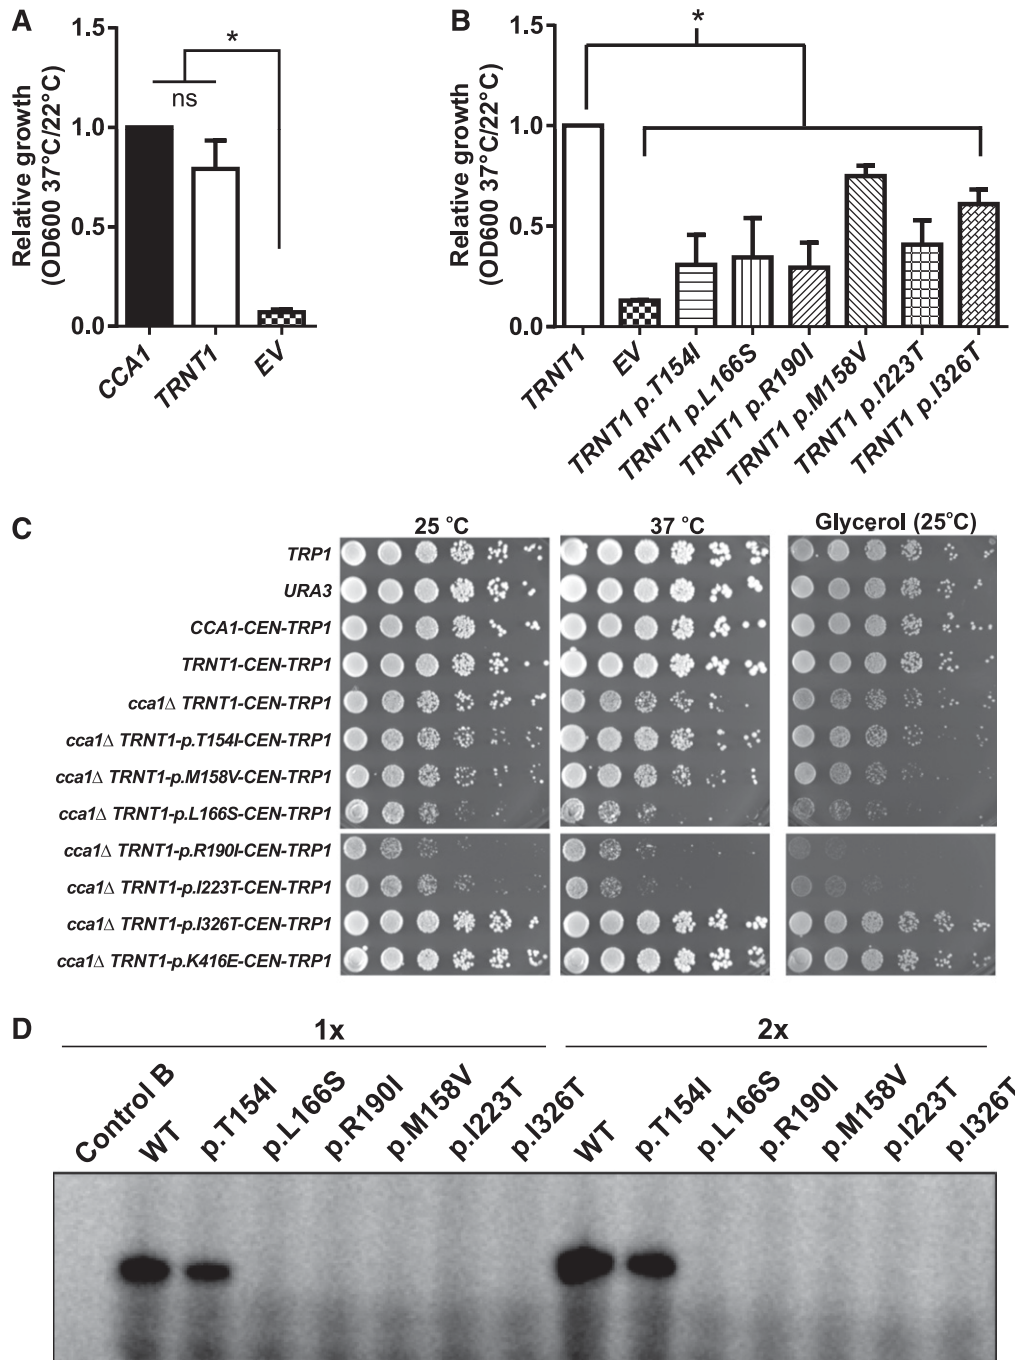 A
Relative growth
(OD600 37°C/22°C)
1.5
1.0
0.5
0.0
*
ns
CCA1
TRNT1
EV
B
Relative growth
(OD600 37°C/22°C)
1.5
1.0
0.5
0.0
*
TRNT1
EV
TRNT1 p.T154I
TRNT1 p.L166S
TRNT1 p.R190I
TRNT1 p.M158V
TRNT1 p.I223T
TRNT1 p.I326T
C
25 °C
37 °C
Glycerol (25°C)
TRP1
URA3
CCA1-CEN-TRP1
TRNT1-CEN-TRP1
cca1Δ TRNT1-CEN-TRP1
cca1Δ TRNT1-p.T154I-CEN-TRP1
cca1Δ TRNT1-p.M158V-CEN-TRP1
cca1Δ TRNT1-p.L166S-CEN-TRP1
cca1Δ TRNT1-p.R190I-CEN-TRP1
cca1Δ TRNT1-p.I223T-CEN-TRP1
cca1Δ TRNT1-p.I326T-CEN-TRP1
cca1Δ TRNT1-p.K416E-CEN-TRP1
D
1x
2x
Control B
WT
p.T154I
p.L166S
p.R190I
p.M158V
p.I223T
p.I326T
WT
p.T154I
p.L166S
p.R190I
p.M158V
p.I223T
p.I326T